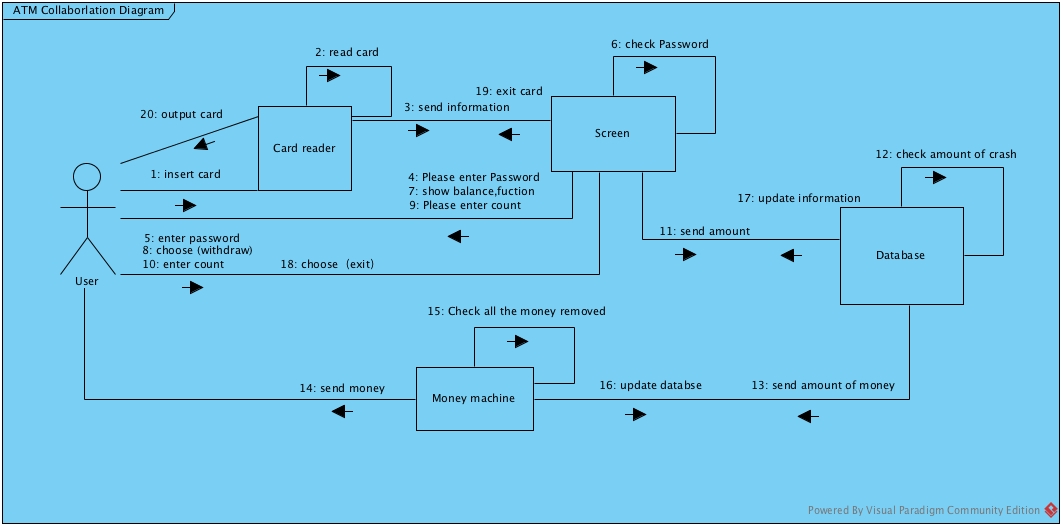 ATM Collaborlation Diagram
6: check Password
2: read card
19: exit card
3: send information
20: output card
Card reader
Screen
12: check amount of crash
1: insert card
4: Please enter Password
7: show balance,fuction
9: Please enter count
17: update information
11: send amount
5: enter password
8: choose (withdraw)
10: enter count
18: choose (exit)
Database
User
15: Check all the money removed
14: send money
Money machine
16: update databse
13: send amount of money
Powered By Visual Paradigm Community Edition